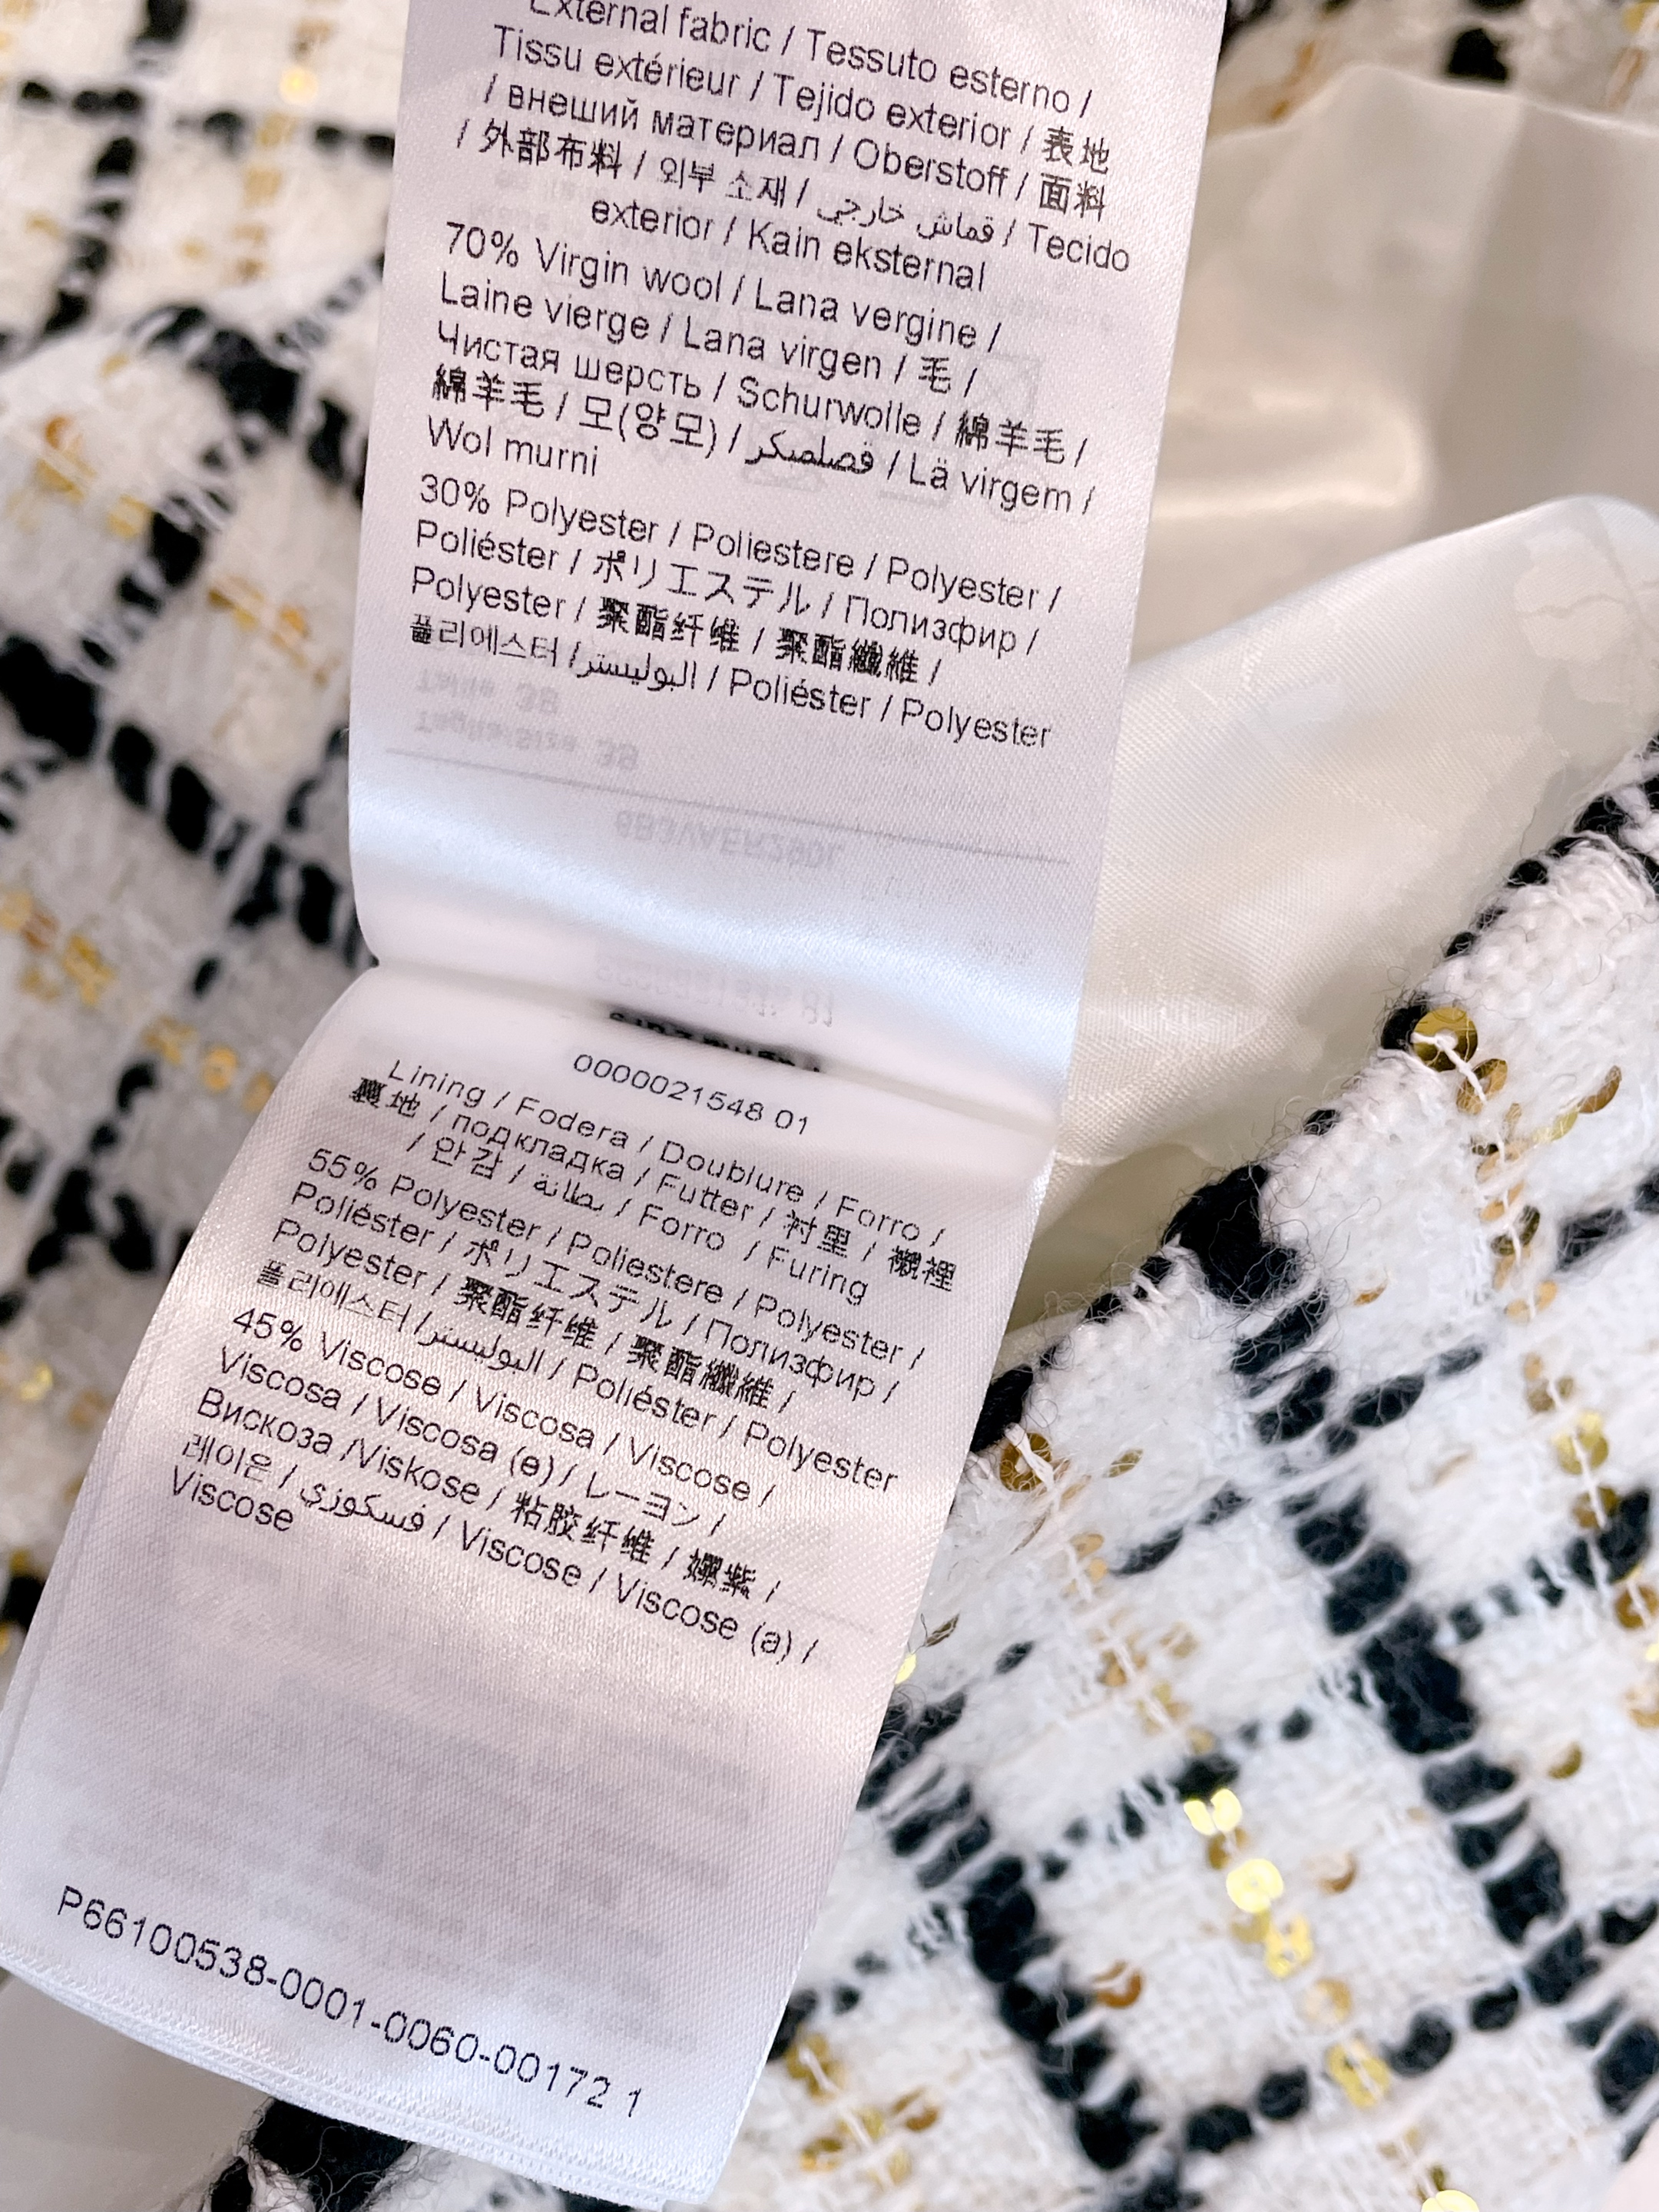 External fabric / Tessuto esterno /
Tissu extérieur / Tejido exterior / 表地
/ внеший материал / Oberstoff / 面料
/ 外部布料 / 외부 소재 / قماش خارجي / Tecido
exterior / Kain eksternal
70% Virgin wool / Lana vergine /
Laine vierge / Lana virgen / 毛 /
Чистая шерсть / Schurwolle / 綿羊毛 /
綿羊毛 / 모(양모) / / Lä virgem /
Wol murni
30% Polyester / Poliestere / Polyester /
Poliéster / ポリエステル / Полиэфир /
Polyester / 聚酯纤维 / 聚酯纖維 /
폴리에스터 /البوليستر / Poliéster / Polyester
0000021548 01
Lining / Fodera / Doublure / Forro /
裏地 / подкладка / Futter / 衬里 / 襯裡
/ 안감 / بطانة / Forro / Furing
55% Polyester / Poliestere / Polyester /
Poliéster / ポリエステル / Полиэфир /
Polyester / 聚酯纤维 / 聚酯纖維 /
폴리에스터 /البوليستر / Poliéster / Polyester
45% Viscose / Viscosa / Viscose /
Viscosa / Viscosa (e) / レーヨン /
Вискоза /Viskose / 粘胶纤维 / 嫘縈 /
레이온 / فسكوزي / Viscose / Viscose (a) /
Viscose
P66100538-0001-0060-00172 1